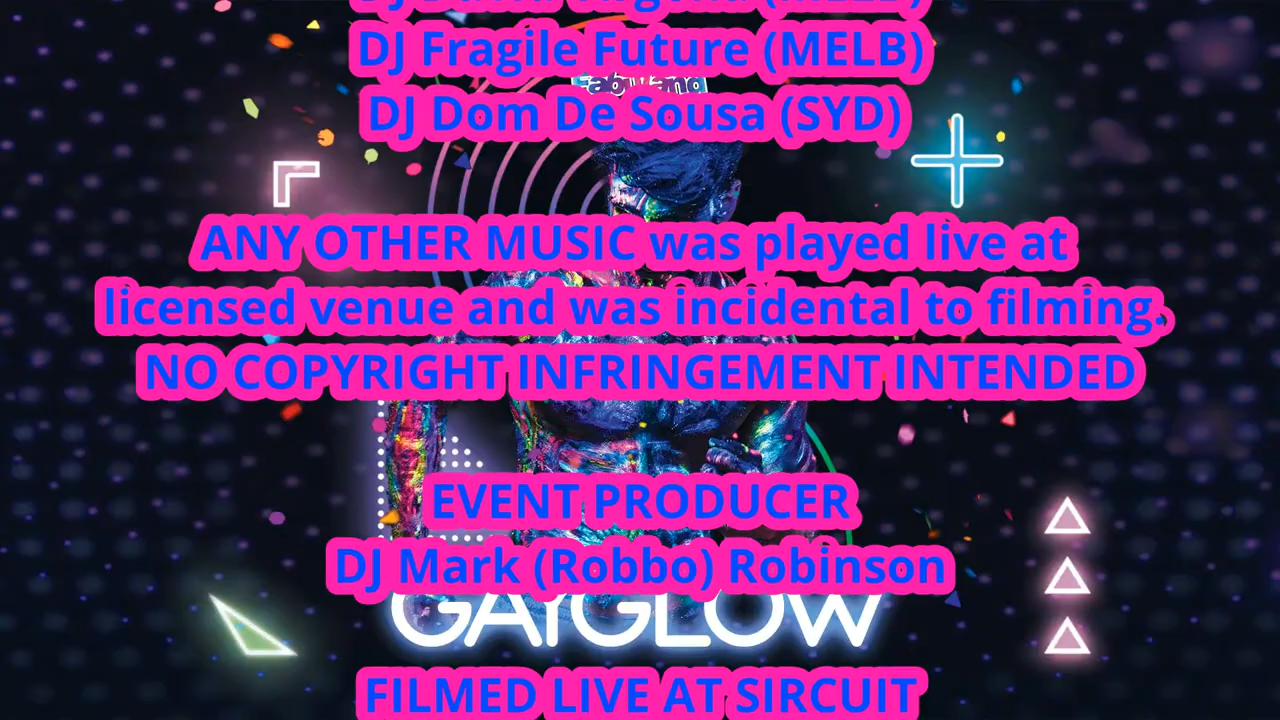 DJ Fragile Future (MELB)
DJ Dom De Sousa (SYD)
ANY OTHER MUSIC was played live at
licensed venue and was incidental to filming.
NO COPYRIGHT INFRINGEMENT INTENDED
EVENT PRODUCER
DJ Mark (Robbo) Robinson
GAYGLOW
FILMED LIVE AT SIRCUIT